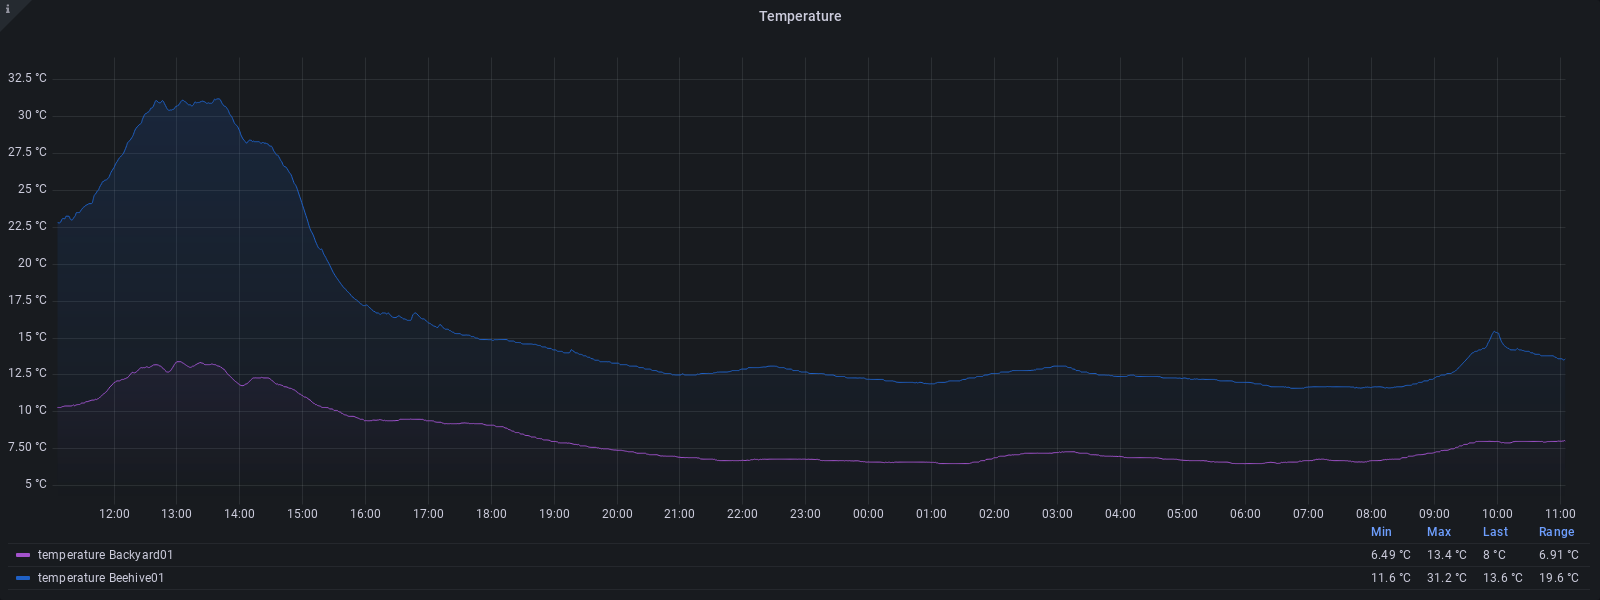 i
Temperature
32.5 °C
30 °C
27.5 °C
25 °C
22.5 °C
20 °C
17.5 °C
15 °C
12.5 °C
10 °C
7.50 °C
5 °C
12:00 13:00 14:00 15:00 16:00 17:00 18:00 19:00 20:00 21:00 22:00 23:00 00:00 01:00 02:00 03:00 04:00 05:00 06:00 07:00 08:00 09:00 10:00 11:00
Min Max Last Range
temperature Backyard01 6.49 °C 13.4 °C 8 °C 6.91 °C
temperature Beehive01 11.6 °C 31.2 °C 13.6 °C 19.6 °C